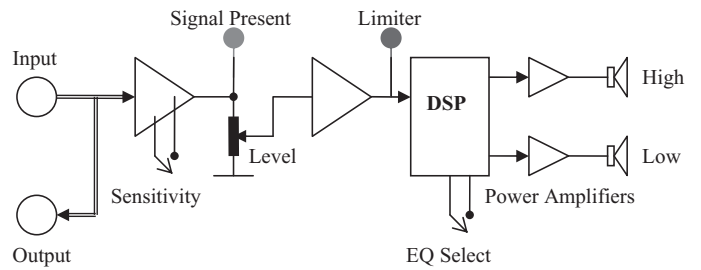 Signal Present
Limiter
Input
High
DSP
Level
Low
Sensitivity
Power Amplifiers
Output
EQ Select